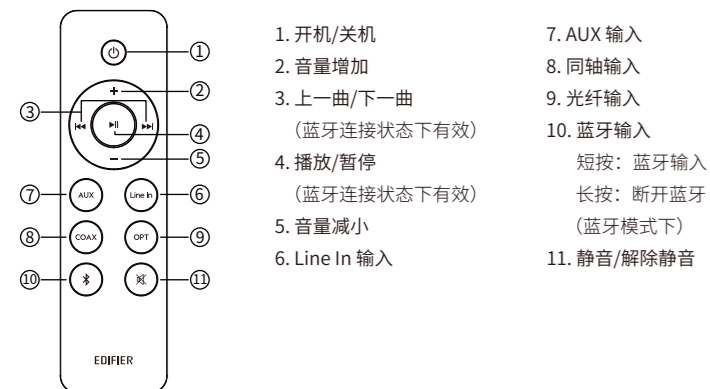 ①
②
③
④
⑤
AUX
Line In
⑦
⑥
COAX
OPT
⑧
⑨
⑩
⑪
EDIFIER
1. 开机/关机
2. 音量增加
3. 上一曲/下一曲
（蓝牙连接状态下有效）
4. 播放/暂停
（蓝牙连接状态下有效）
5. 音量减小
6. Line In 输入
7. AUX 输入
8. 同轴输入
9. 光纤输入
10. 蓝牙输入
短按：蓝牙输入
长按：断开蓝牙
（蓝牙模式下）
11. 静音/解除静音